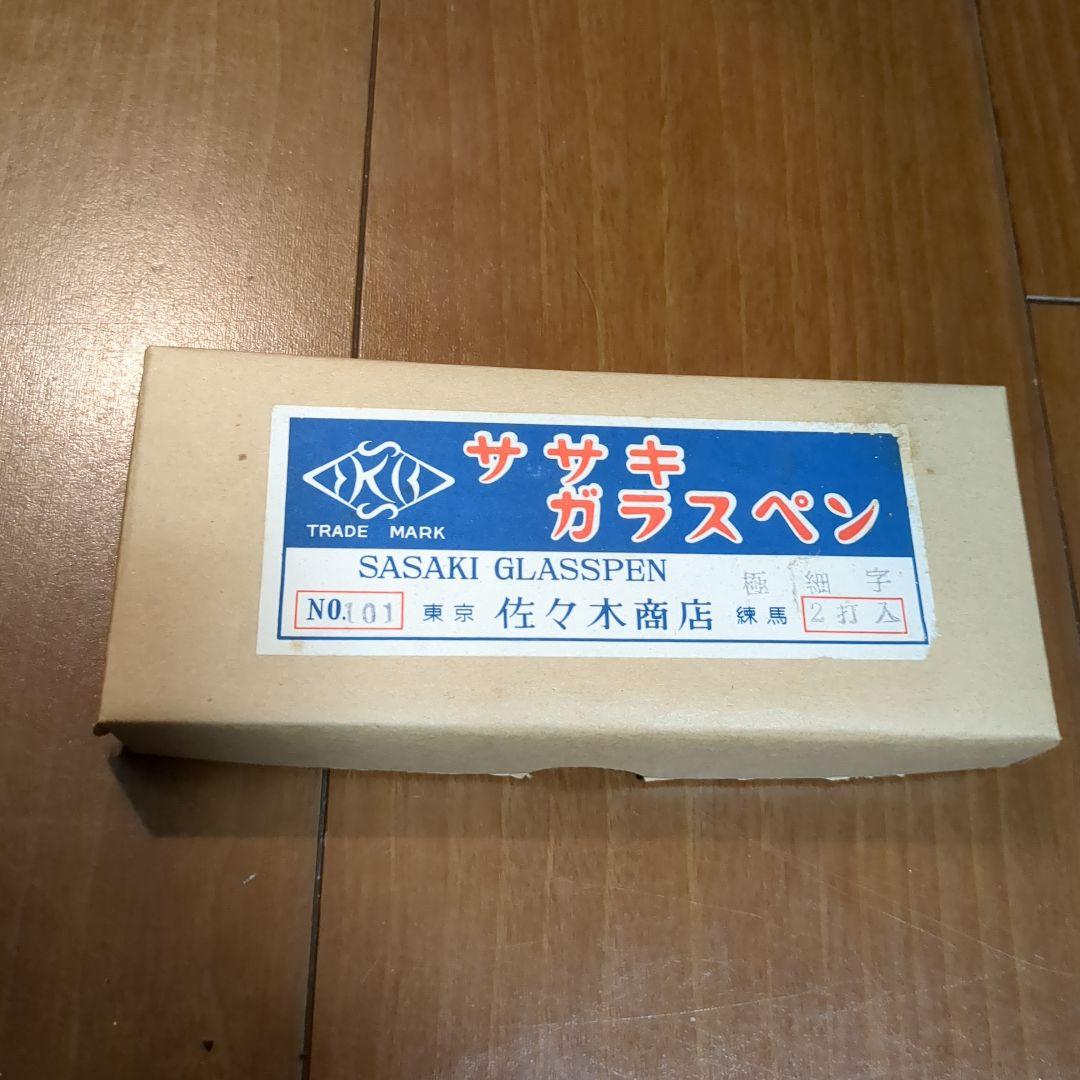 ササキ
ガラスペン
TRADE MARK
SASAKI GLASSPEN
極細字
NO.101 東京 佐々木商店 練馬 2打入